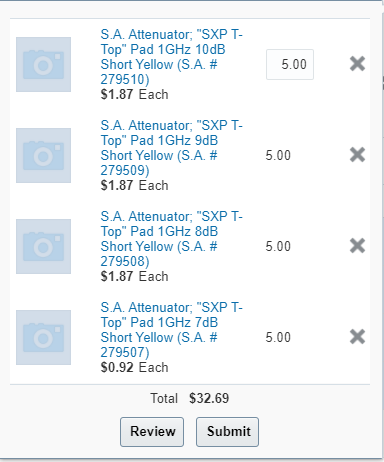 S.A. Attenuator; "SXP T-
Top" Pad 1GHz 10dB
Short Yellow (S.A. #
279510)
$1.87 Each
5.00
S.A. Attenuator; "SXP T-
Top" Pad 1GHz 9dB
Short Yellow (S.A. #
279509)
$1.87 Each
5.00
S.A. Attenuator; "SXP T-
Top" Pad 1GHz 8dB
Short Yellow (S.A. #
279508)
$1.87 Each
5.00
S.A. Attenuator; "SXP T-
Top" Pad 1GHz 7dB
Short Yellow (S.A. #
279507)
$0.92 Each
5.00
Total $32.69
Review Submit